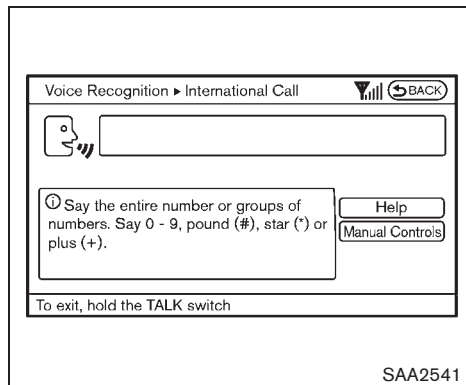 Voice Recognition ▸ International Call
BACK
ⓘ Say the entire number or groups of
numbers. Say 0 - 9, pound (#), star (*) or
plus (+).
Help
Manual Controls
To exit, hold the TALK switch
SAA2541